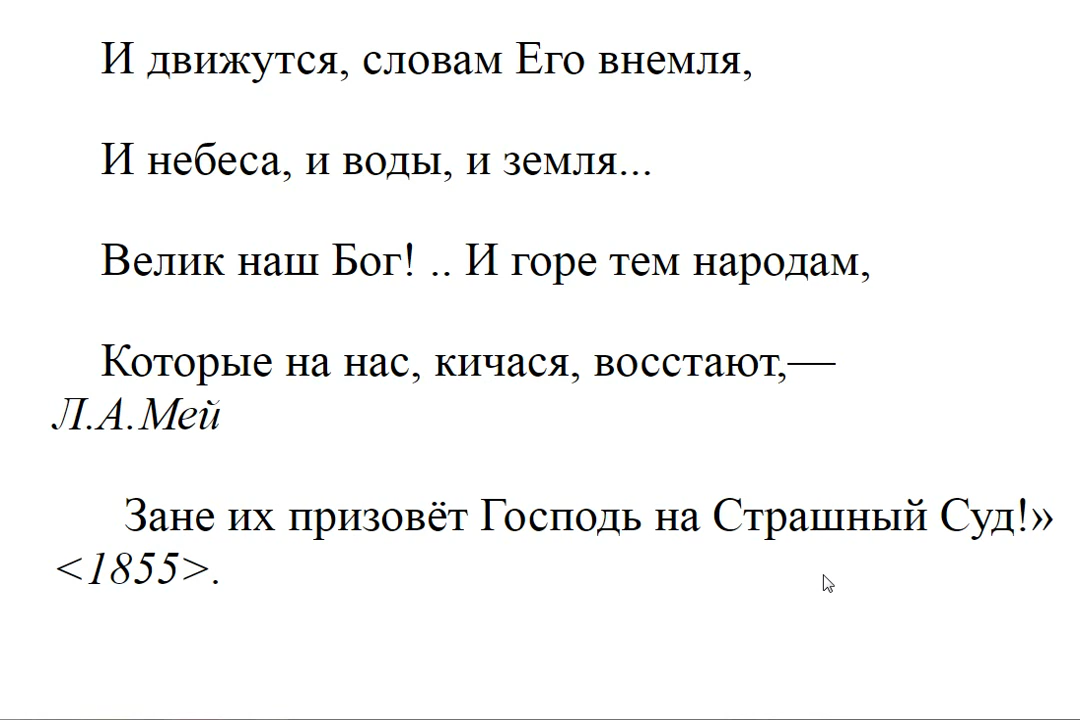 И движутся, словам Его внемля,
И небеса, и воды, и земля...
Велик наш Бог! .. И горе тем народам,
Которые на нас, кичася, восстают,—
Л.А.Мей
Зане их призовёт Господь на Страшный Суд!»
<1855>.